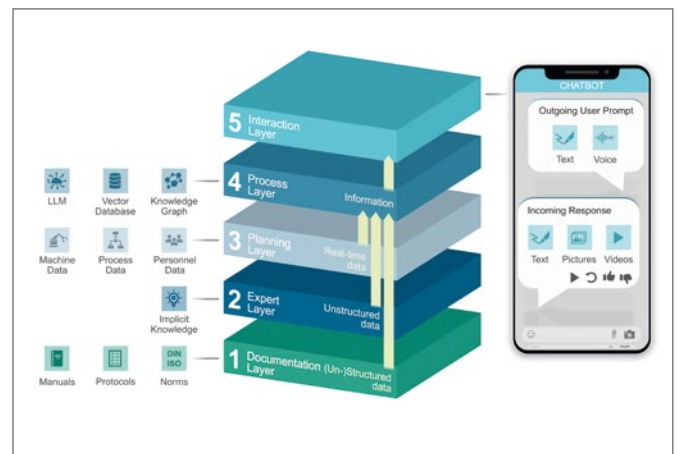 CHATBOT
Outgoing User Prompt
Text Voice
Incoming Response
Text Pictures Videos
5 Interaction
Layer
4 Process
Layer
Information
LLM Vector
Database Knowledge
Graph
3 Planning
Layer
Real-time
data
Machine
Data Process
Data Personnel
Data
2 Expert
Layer
Unstructured
data
Implicit
Knowledge
1 Documentation
Layer
(Un-)Structured
data
DIN
ISO
Manuals Protocols Norms